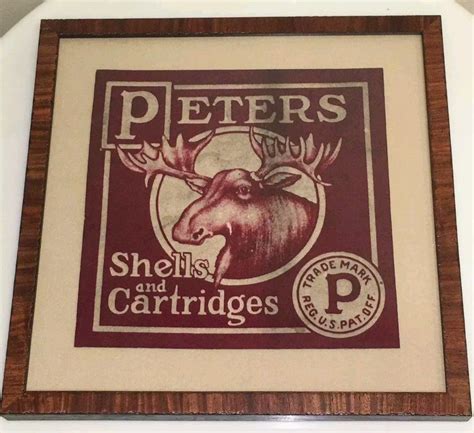 PETERS
Shells
and
Cartridges
TRADE MARK
P
REG. U.S. PAT. OFF.